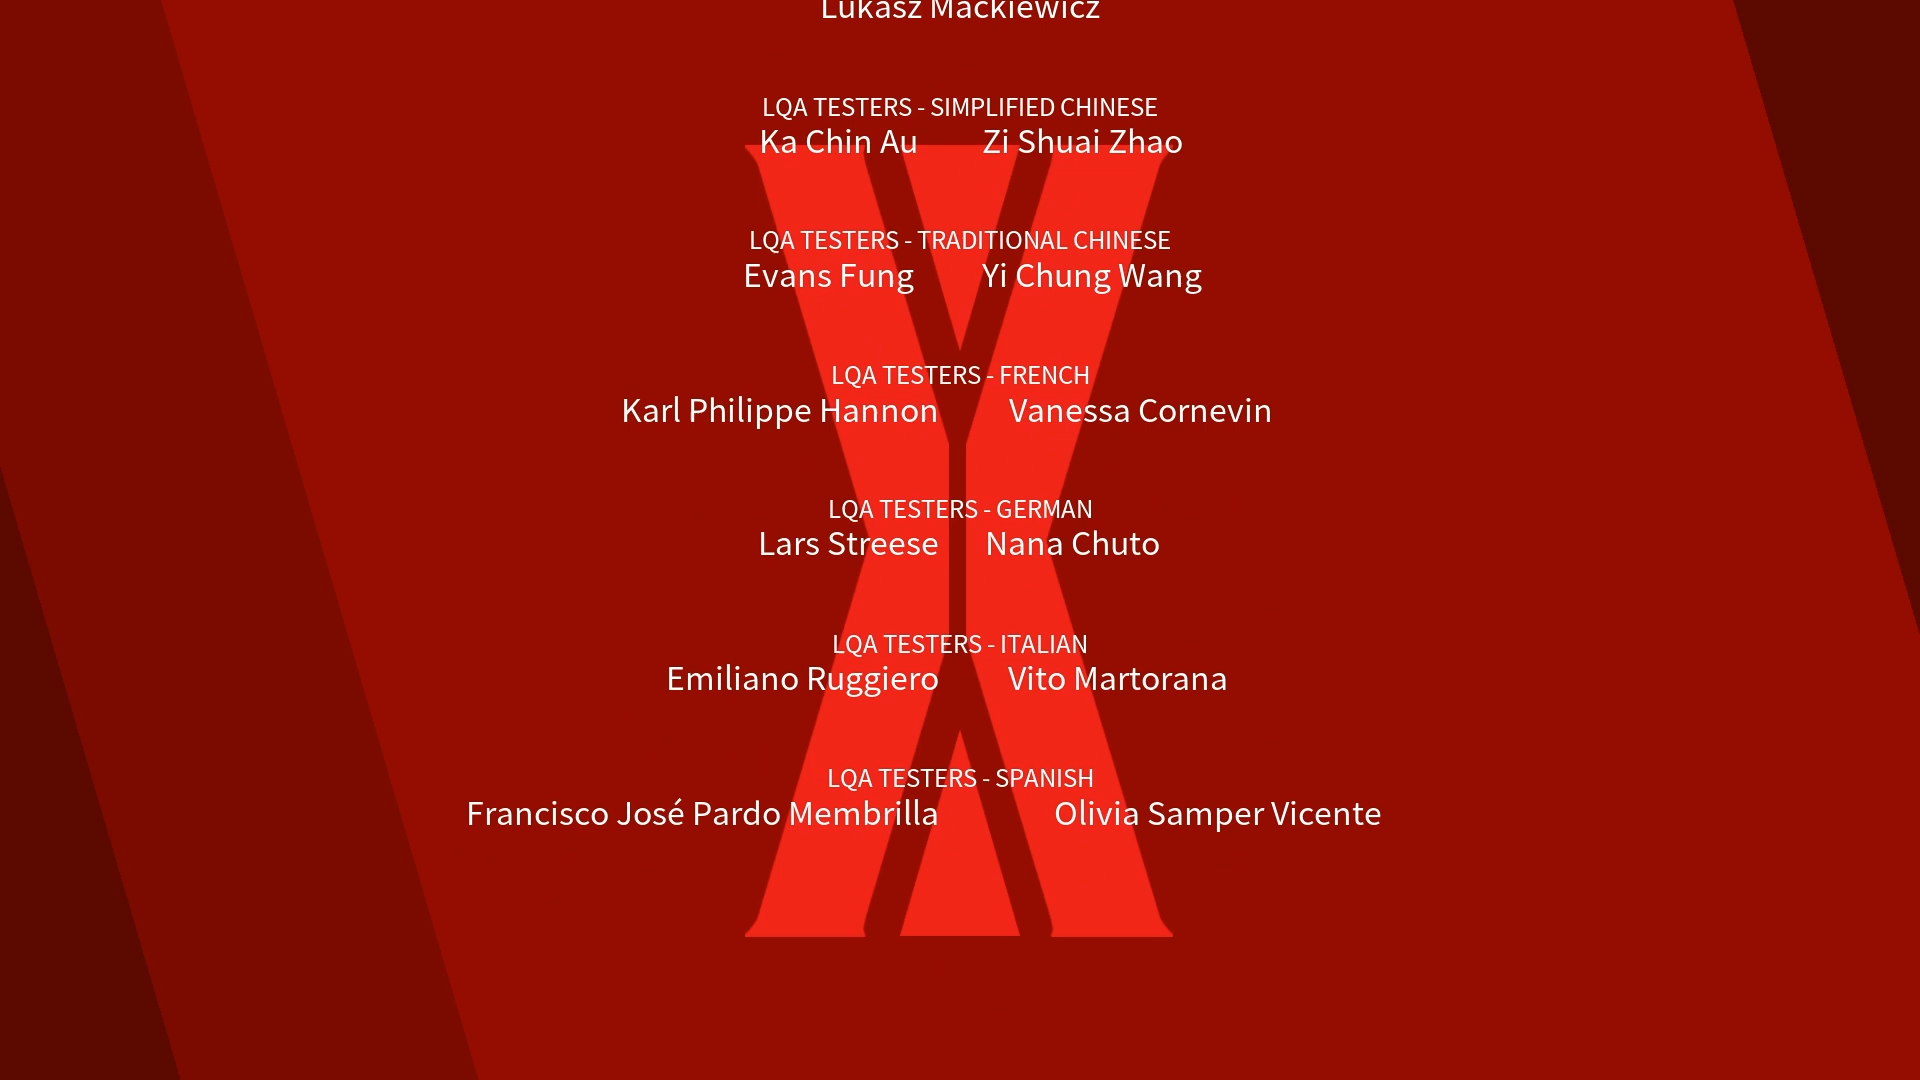 Lukasz Mackiewicz
LQA TESTERS - SIMPLIFIED CHINESE
Ka Chin Au Zi Shuai Zhao
LQA TESTERS - TRADITIONAL CHINESE
Evans Fung Yi Chung Wang
LQA TESTERS - FRENCH
Karl Philippe Hannon Vanessa Cornevin
LQA TESTERS - GERMAN
Lars Streese Nana Chuto
LQA TESTERS - ITALIAN
Emiliano Ruggiero Vito Martorana
LQA TESTERS - SPANISH
Francisco José Pardo Membrilla Olivia Samper Vicente